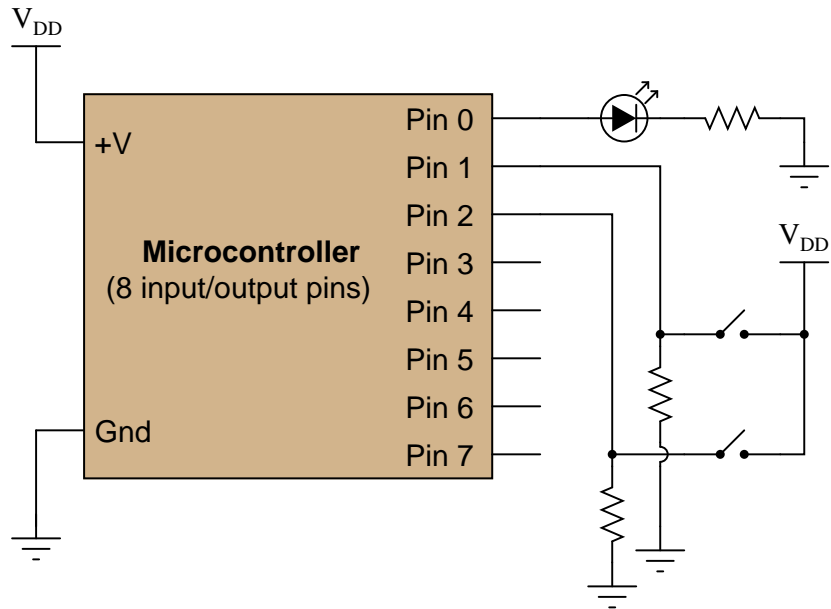 VDD
+V
Microcontroller
(8 input/output pins)
Gnd
Pin 0
Pin 1
Pin 2
Pin 3
Pin 4
Pin 5
Pin 6
Pin 7
VDD